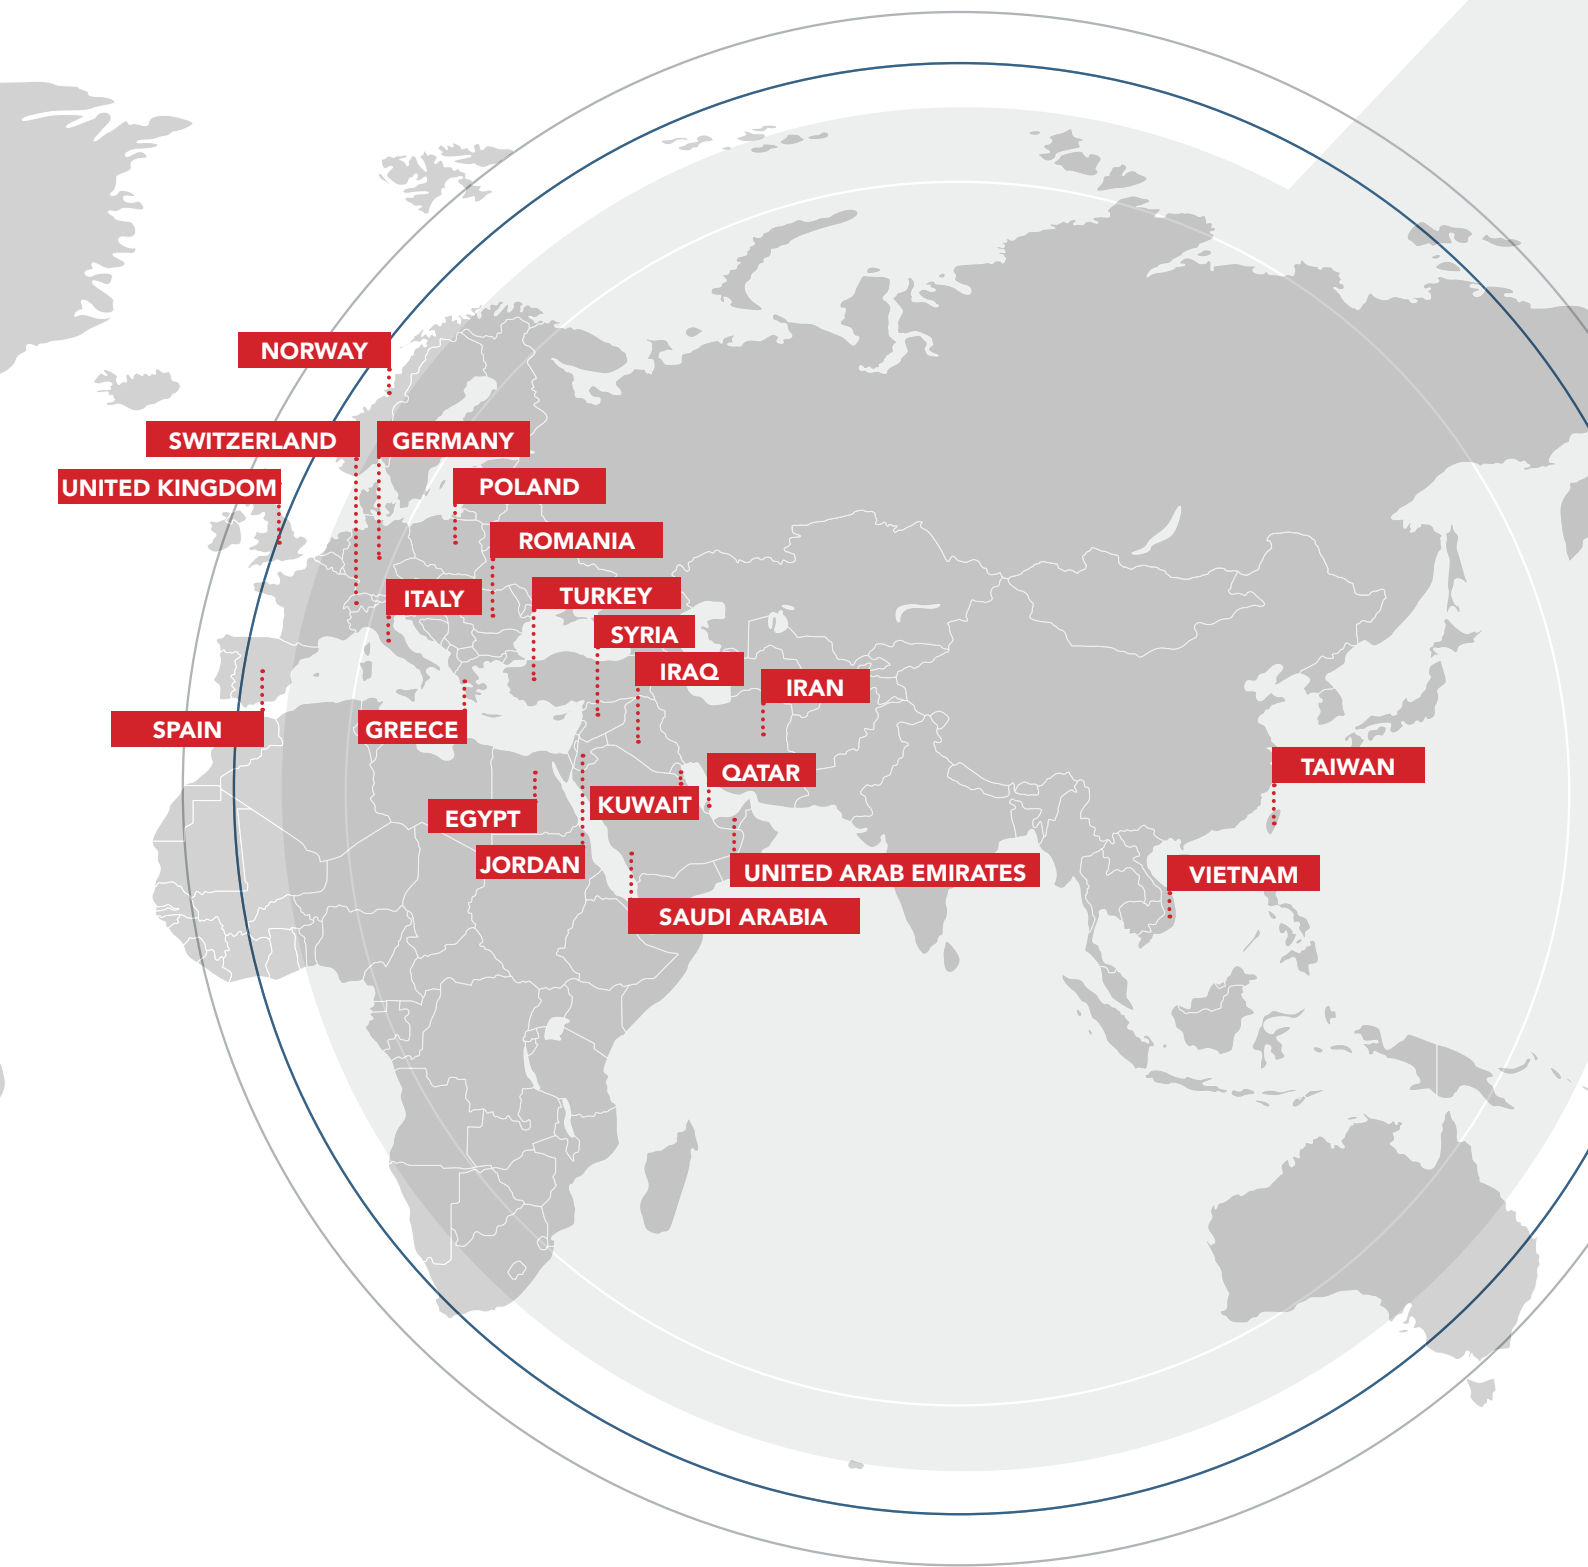 NORWAY
SWITZERLAND
GERMANY
UNITED KINGDOM
POLAND
ROMANIA
ITALY
TURKEY
SYRIA
IRAQ
IRAN
SPAIN
GREECE
QATAR
TAIWAN
KUWAIT
EGYPT
JORDAN
UNITED ARAB EMIRATES
VIETNAM
SAUDI ARABIA